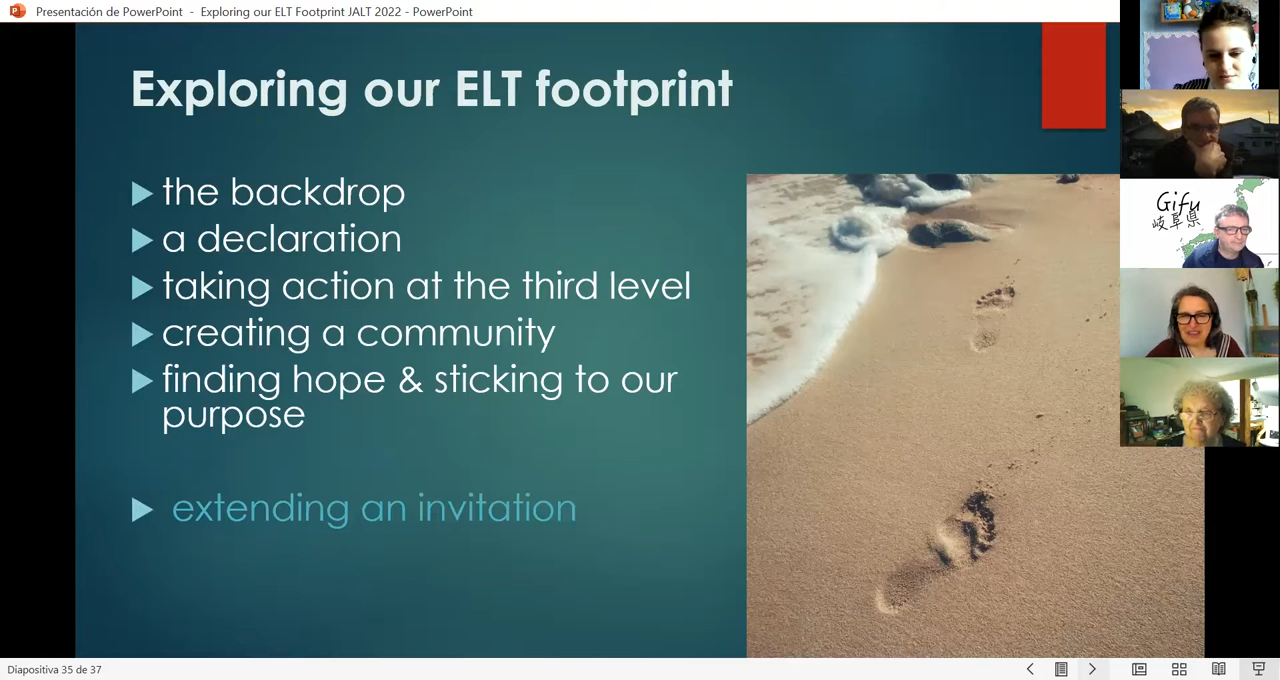 Presentación de PowerPoint - Exploring our ELT Footprint JALT 2022 - PowerPoint
Exploring our ELT footprint
the backdrop
a declaration
taking action at the third level
creating a community
finding hope & sticking to our
purpose
extending an invitation
Gifu
岐阜県
Diapositiva 35 de 37